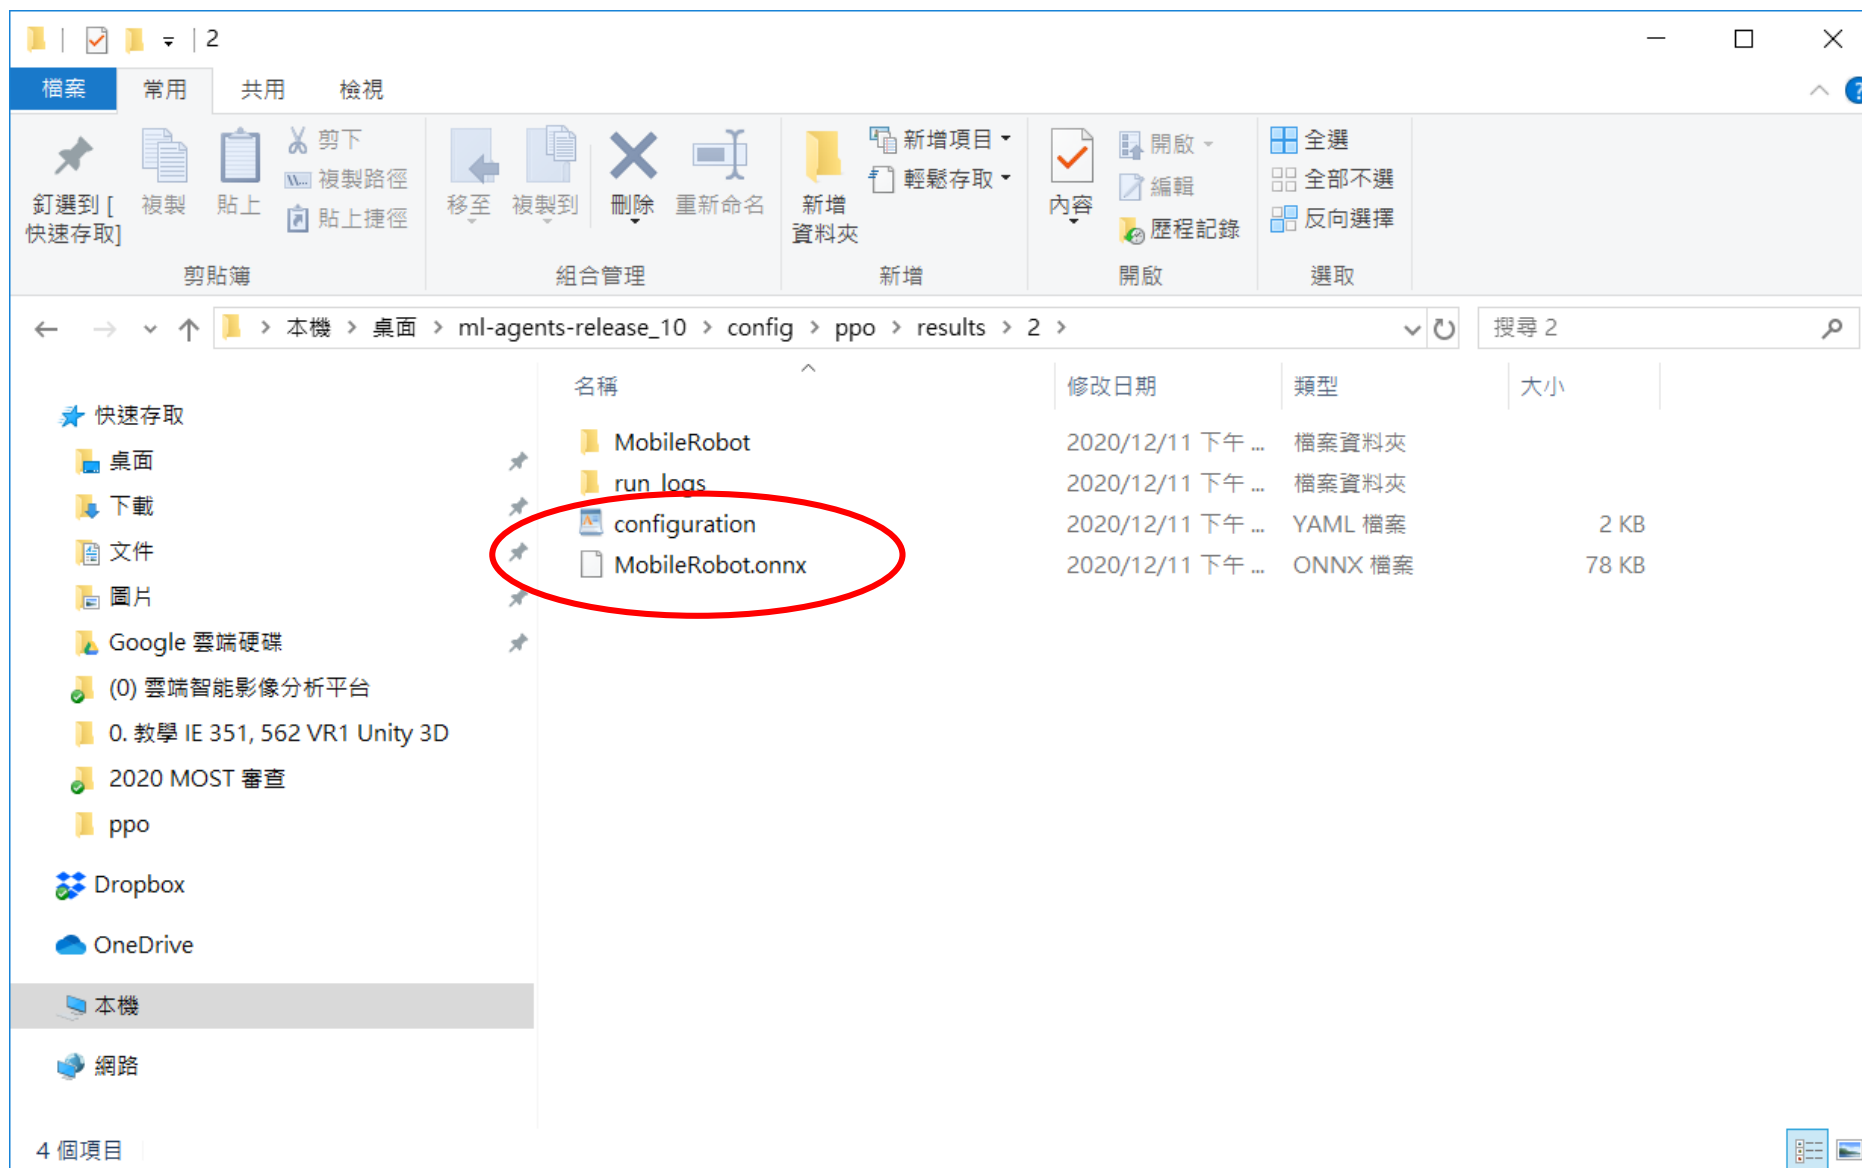 2
檔案 常用 共用 檢視
釘選到 [
快速存取]
複製
貼上
剪下
複製路徑
貼上捷徑
剪貼簿
移至
複製到
刪除
重新命名
組合管理
新增
資料夾
新增項目
輕鬆存取
新增
內容
開啟
編輯
歷程記錄
開啟
全選
全部不選
反向選擇
選取
本機 > 桌面 > ml-agents-release_10 > config > ppo > results > 2 >
搜尋 2
快速存取
桌面
下載
文件
圖片
Google 雲端硬碟
(0) 雲端智能影像分析平台
0. 教學 IE 351, 562 VR1 Unity 3D
2020 MOST 審查
ppo
Dropbox
OneDrive
本機
網路
名稱 修改日期 類型 大小
MobileRobot 2020/12/11 下午 ... 檔案資料夾
run_logs 2020/12/11 下午 ... 檔案資料夾
configuration 2020/12/11 下午 ... YAML 檔案 2 KB
MobileRobot.onnx 2020/12/11 下午 ... ONNX 檔案 78 KB
4 個項目